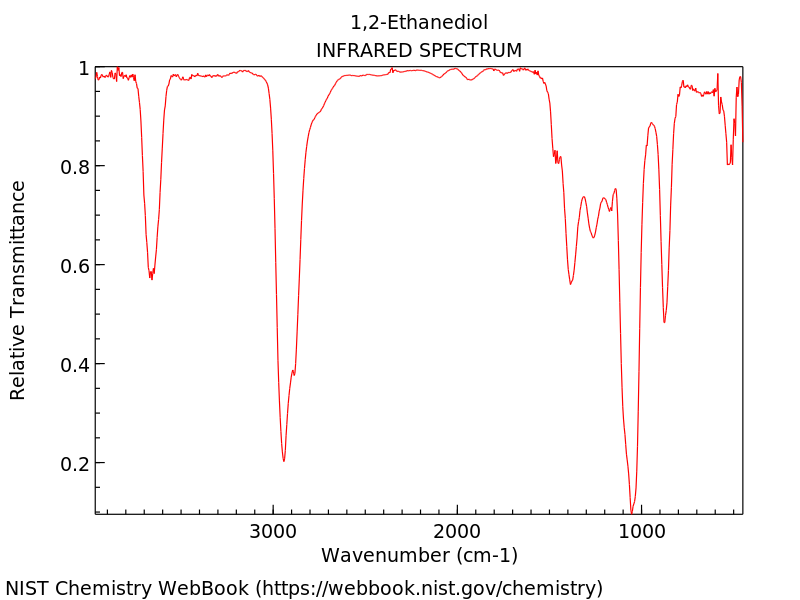 1,2-Ethanediol
INFRARED SPECTRUM
1
0.8
0.6
0.4
0.2
Relative Transmittance
3000 2000 1000
Wavenumber (cm-1)
NIST Chemistry WebBook (https://webbook.nist.gov/chemistry)